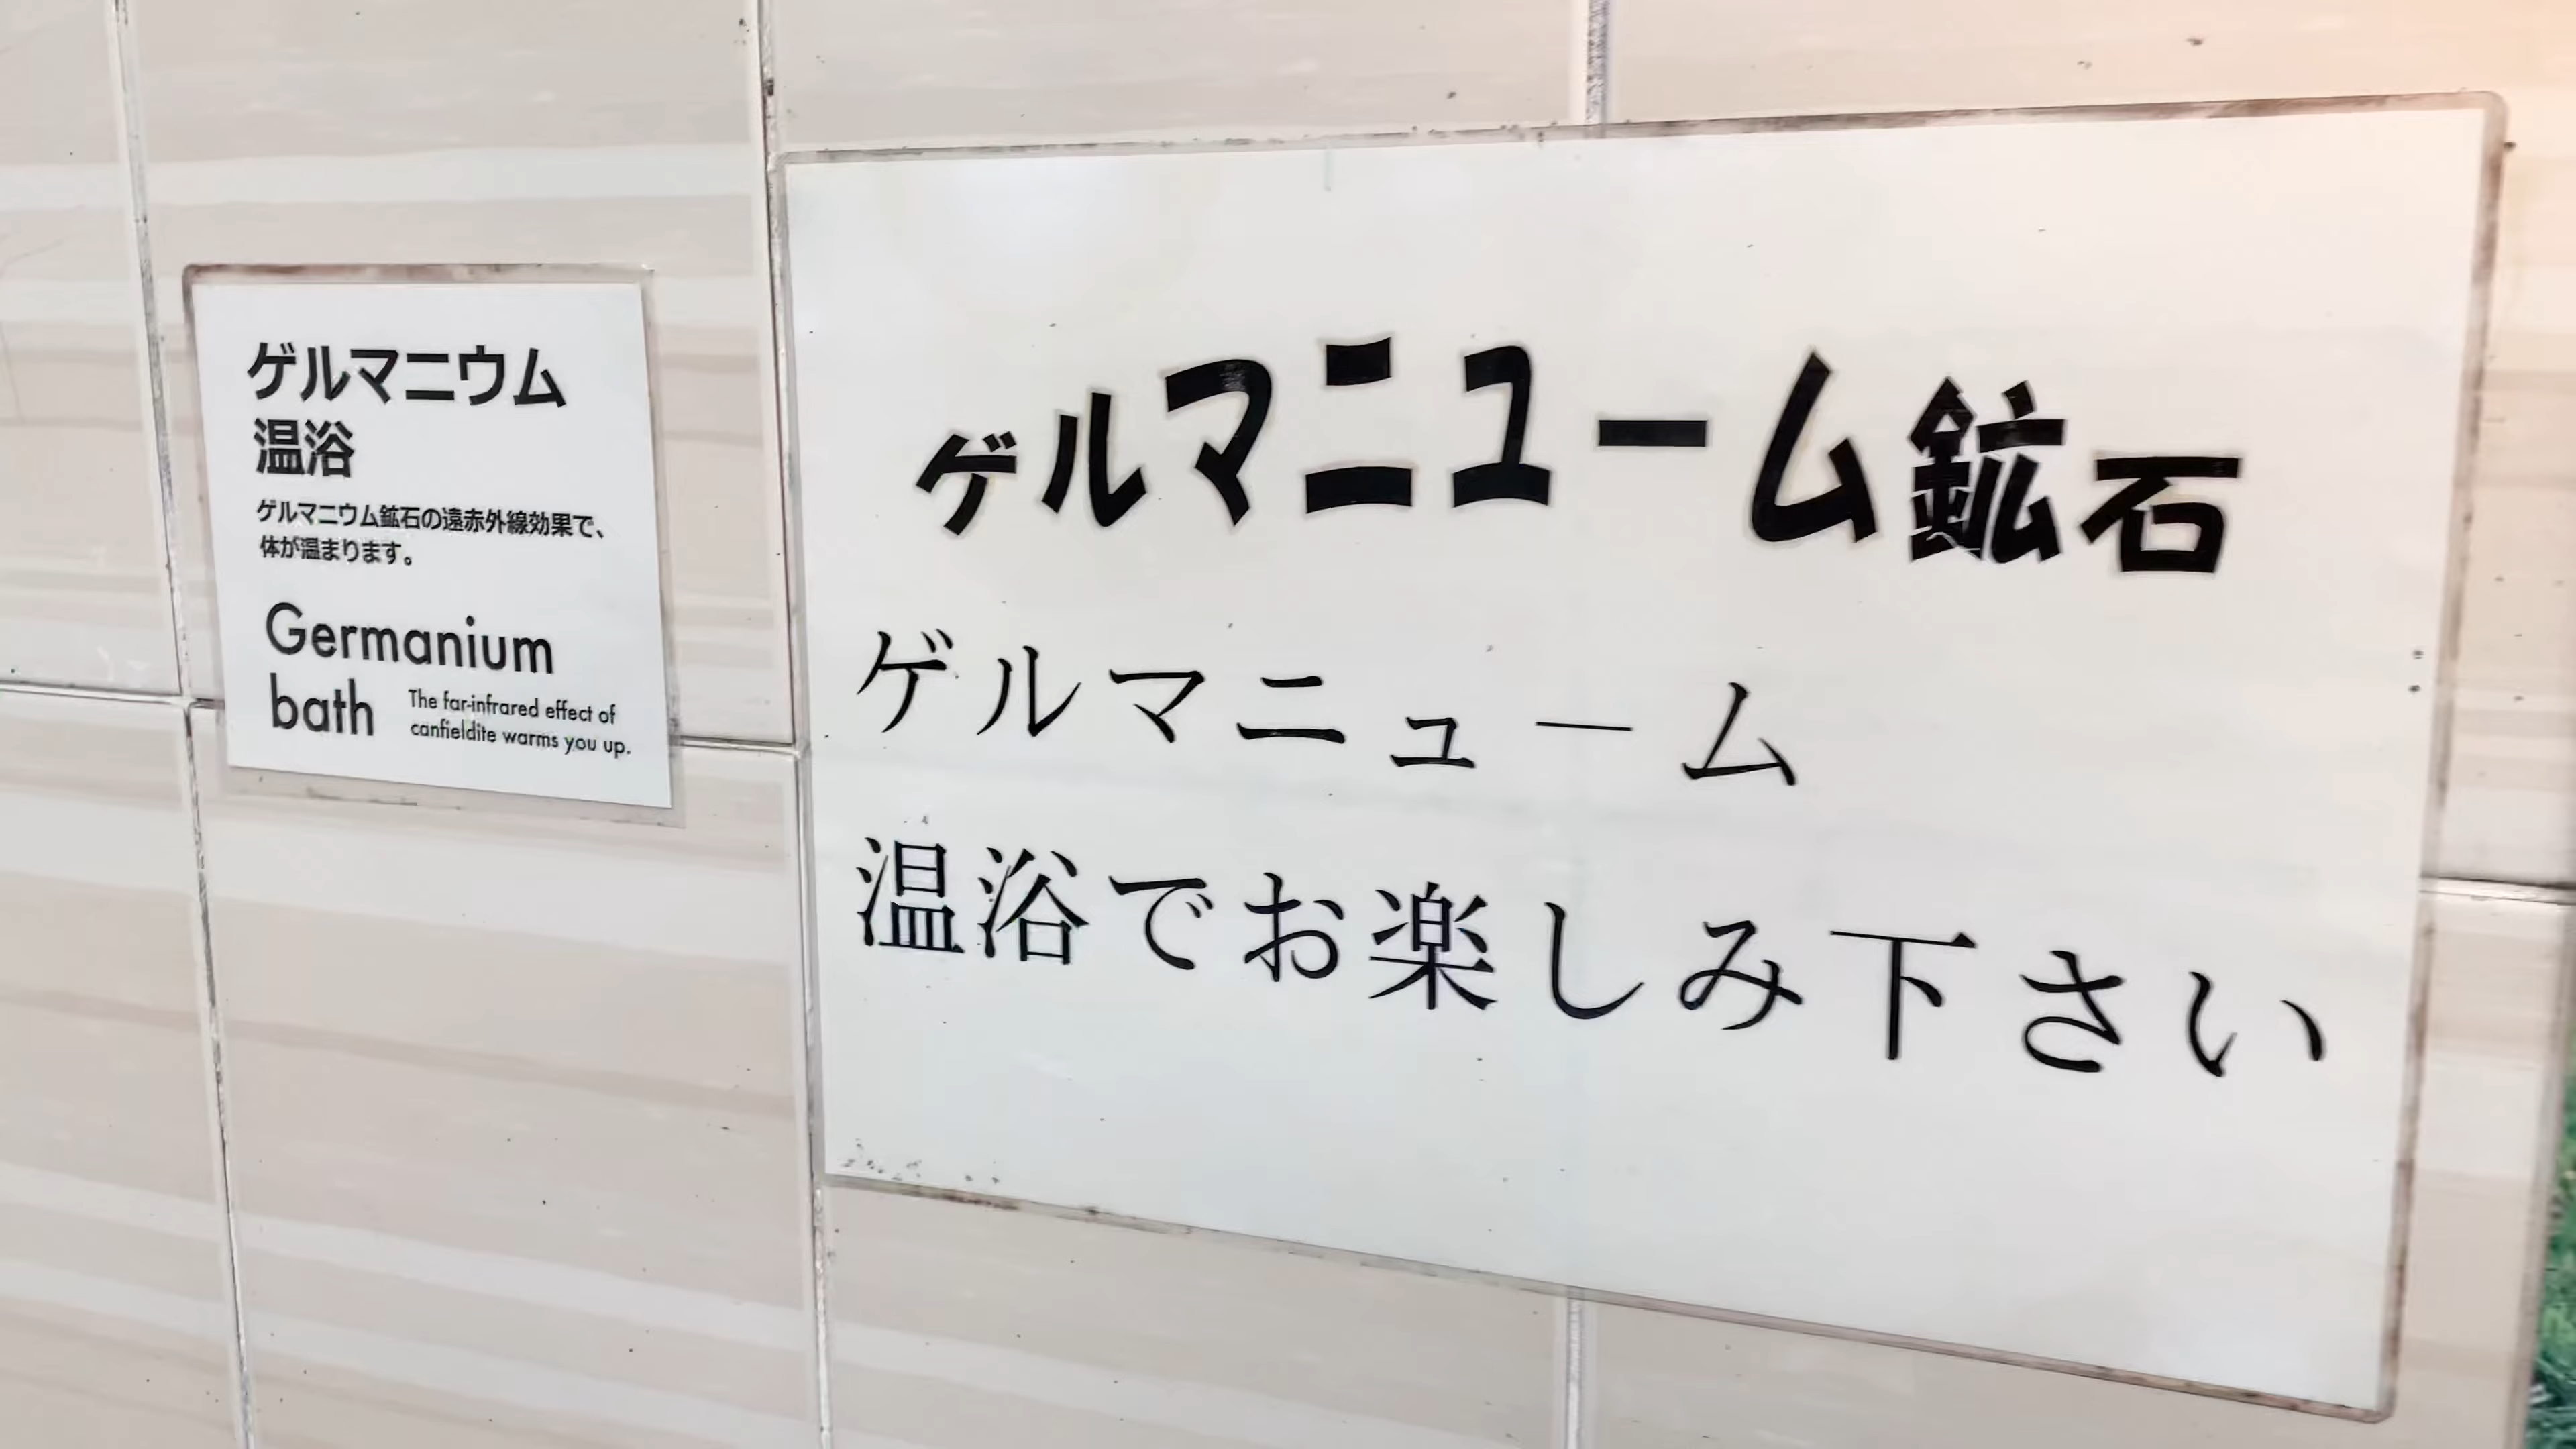 ゲルマニウム
温浴
ゲルマニウム鉱石の遠赤外線効果で、
体が温まります。
Germanium
bath
The far-infrared effect of
canfieldite warms you up.
ゲルマニューム鉱石
ゲルマニューム
温浴でお楽しみ下さい